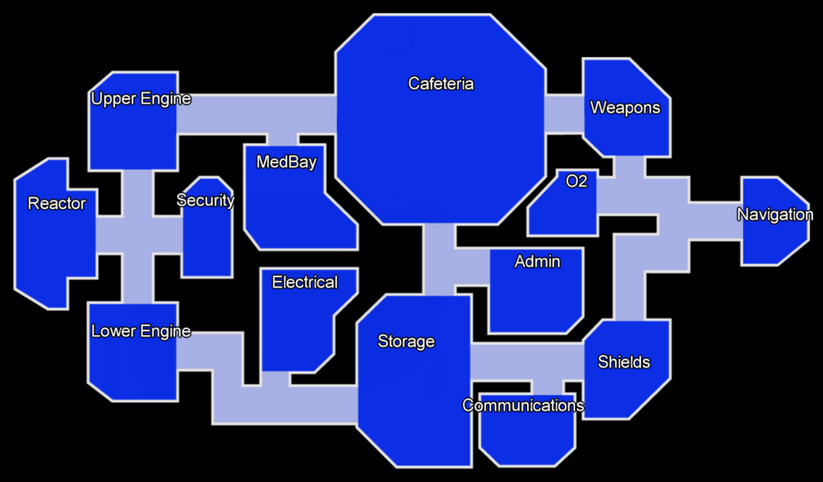 Cafeteria
Upper Engine
Weapons
MedBay
O2
Security
Reactor
Navigation
Admin
Electrical
Lower Engine
Storage
Shields
Communications